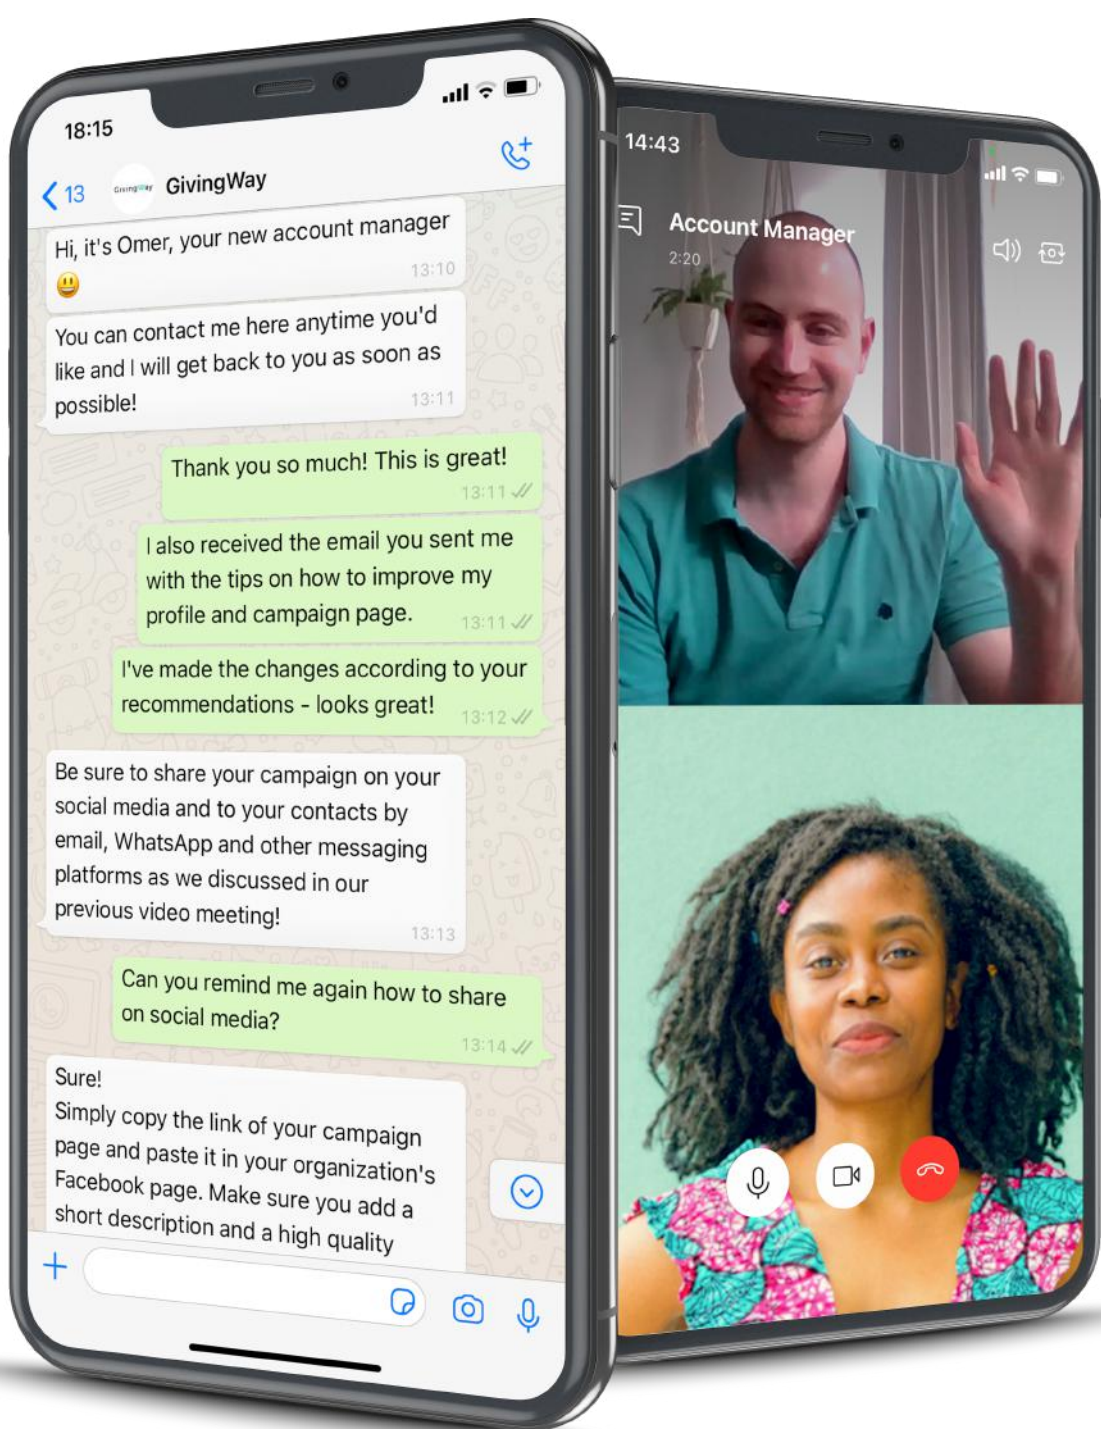 18:15
13
GivingWay
GivingWay
Hi, it's Omer, your new account manager
😃
13:10
You can contact me here anytime you'd
like and I will get back to you as soon as
possible!
13:11
Thank you so much! This is great!
13:11
I also received the email you sent me
with the tips on how to improve my
profile and campaign page.
13:11
I've made the changes according to your
recommendations - looks great!
13:12
Be sure to share your campaign on your
social media and to your contacts by
email, WhatsApp and other messaging
platforms as we discussed in our
previous video meeting!
13:13
Can you remind me again how to share
on social media?
13:14
Sure!
Simply copy the link of your campaign
page and paste it in your organization's
Facebook page. Make sure you add a
short description and a high quality
14:43
Account Manager
2:20